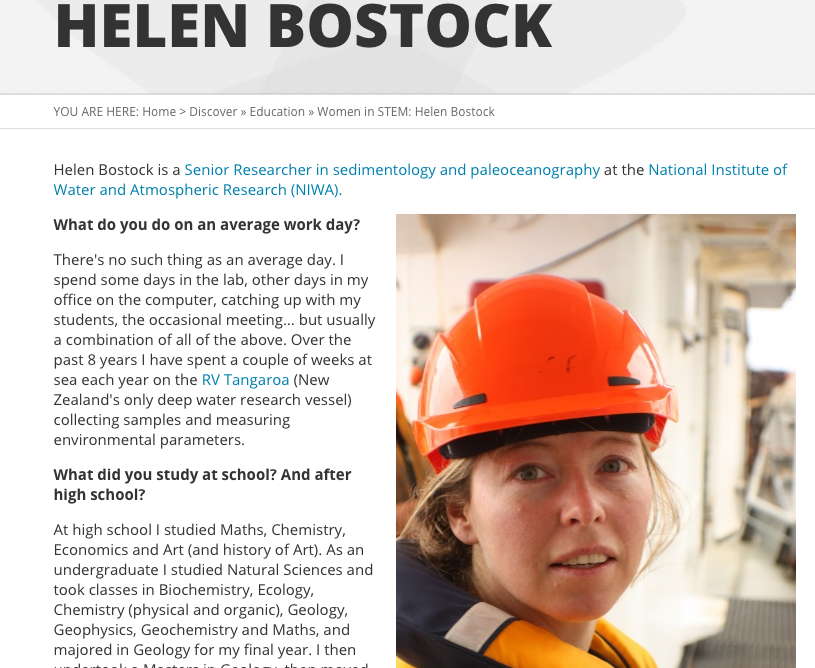 HELEN BOSTOCK
YOU ARE HERE: Home > Discover » Education » Women in STEM: Helen Bostock
Helen Bostock is a Senior Researcher in sedimentology and paleoceanography at the National Institute of
Water and Atmospheric Research (NIWA).
What do you do on an average work day?
There's no such thing as an average day. I
spend some days in the lab, other days in my
office on the computer, catching up with my
students, the occasional meeting... but usually
a combination of all of the above. Over the
past 8 years I have spent a couple of weeks at
sea each year on the RV Tangaroa (New
Zealand's only deep water research vessel)
collecting samples and measuring
environmental parameters.
What did you study at school? And after
high school?
At high school I studied Maths, Chemistry,
Economics and Art (and history of Art). As an
undergraduate I studied Natural Sciences and
took classes in Biochemistry, Ecology,
Chemistry (physical and organic), Geology,
Geophysics, Geochemistry and Maths, and
majored in Geology for my final year. I then
undertook a Masters in Geology, then moved